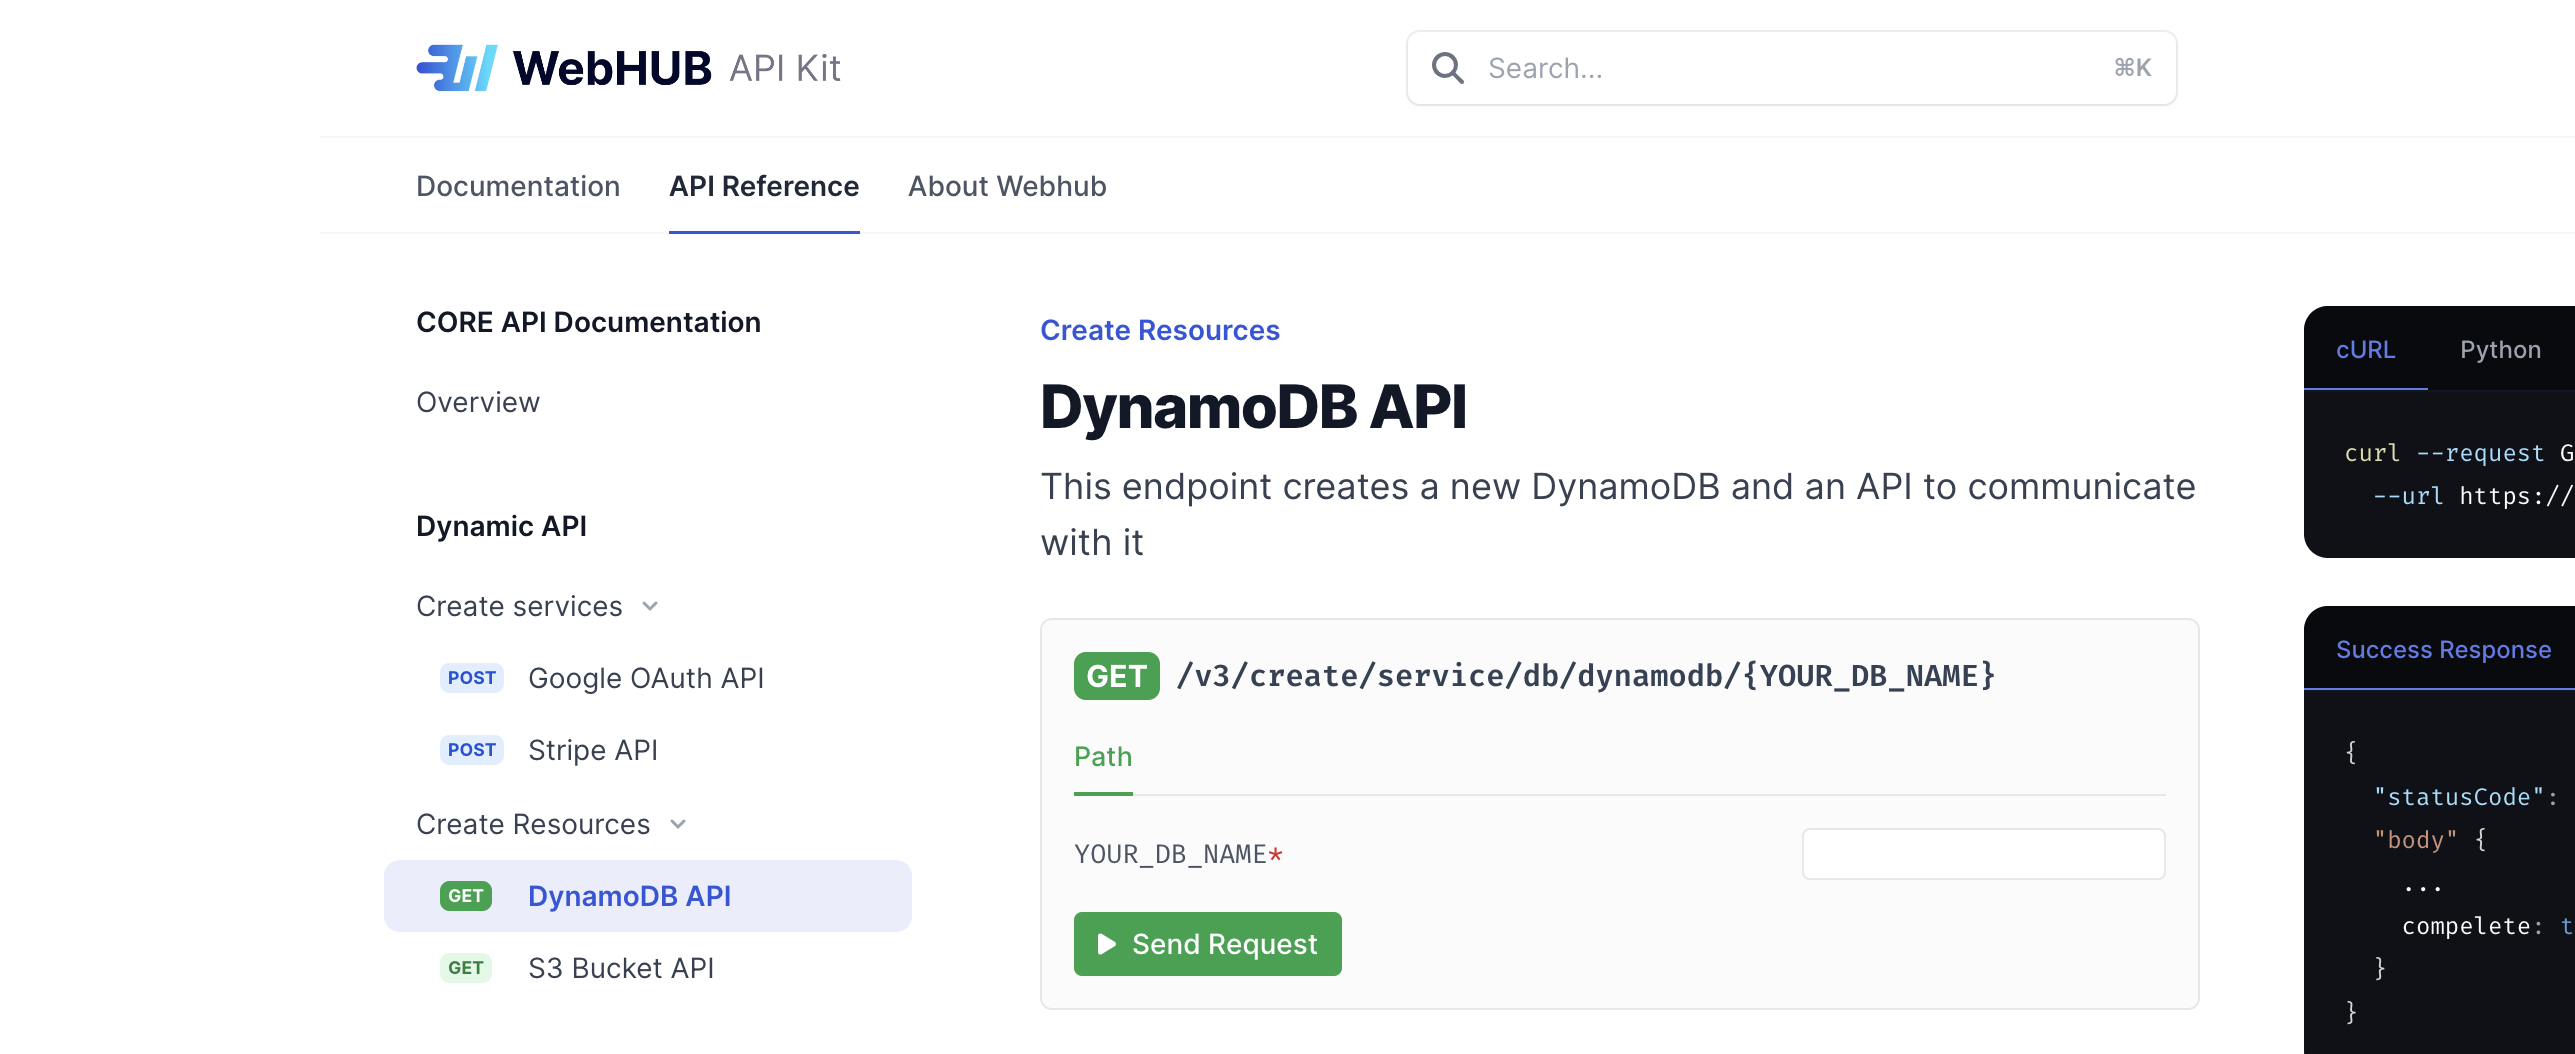 WebHUB API Kit
Search...
⌘K
Documentation
API Reference
About Webhub
CORE API Documentation
Overview
Dynamic API
Create services
POST Google OAuth API
POST Stripe API
Create Resources
GET DynamoDB API
GET S3 Bucket API
Create Resources
DynamoDB API
This endpoint creates a new DynamoDB and an API to communicate
with it
GET /v3/create/service/db/dynamodb/{YOUR_DB_NAME}
Path
YOUR_DB_NAME*
Send Request
cURL
Python
curl --request G
--url https://
Success Response
{
"statusCode":
"body" {
...
compelete: t
}
}